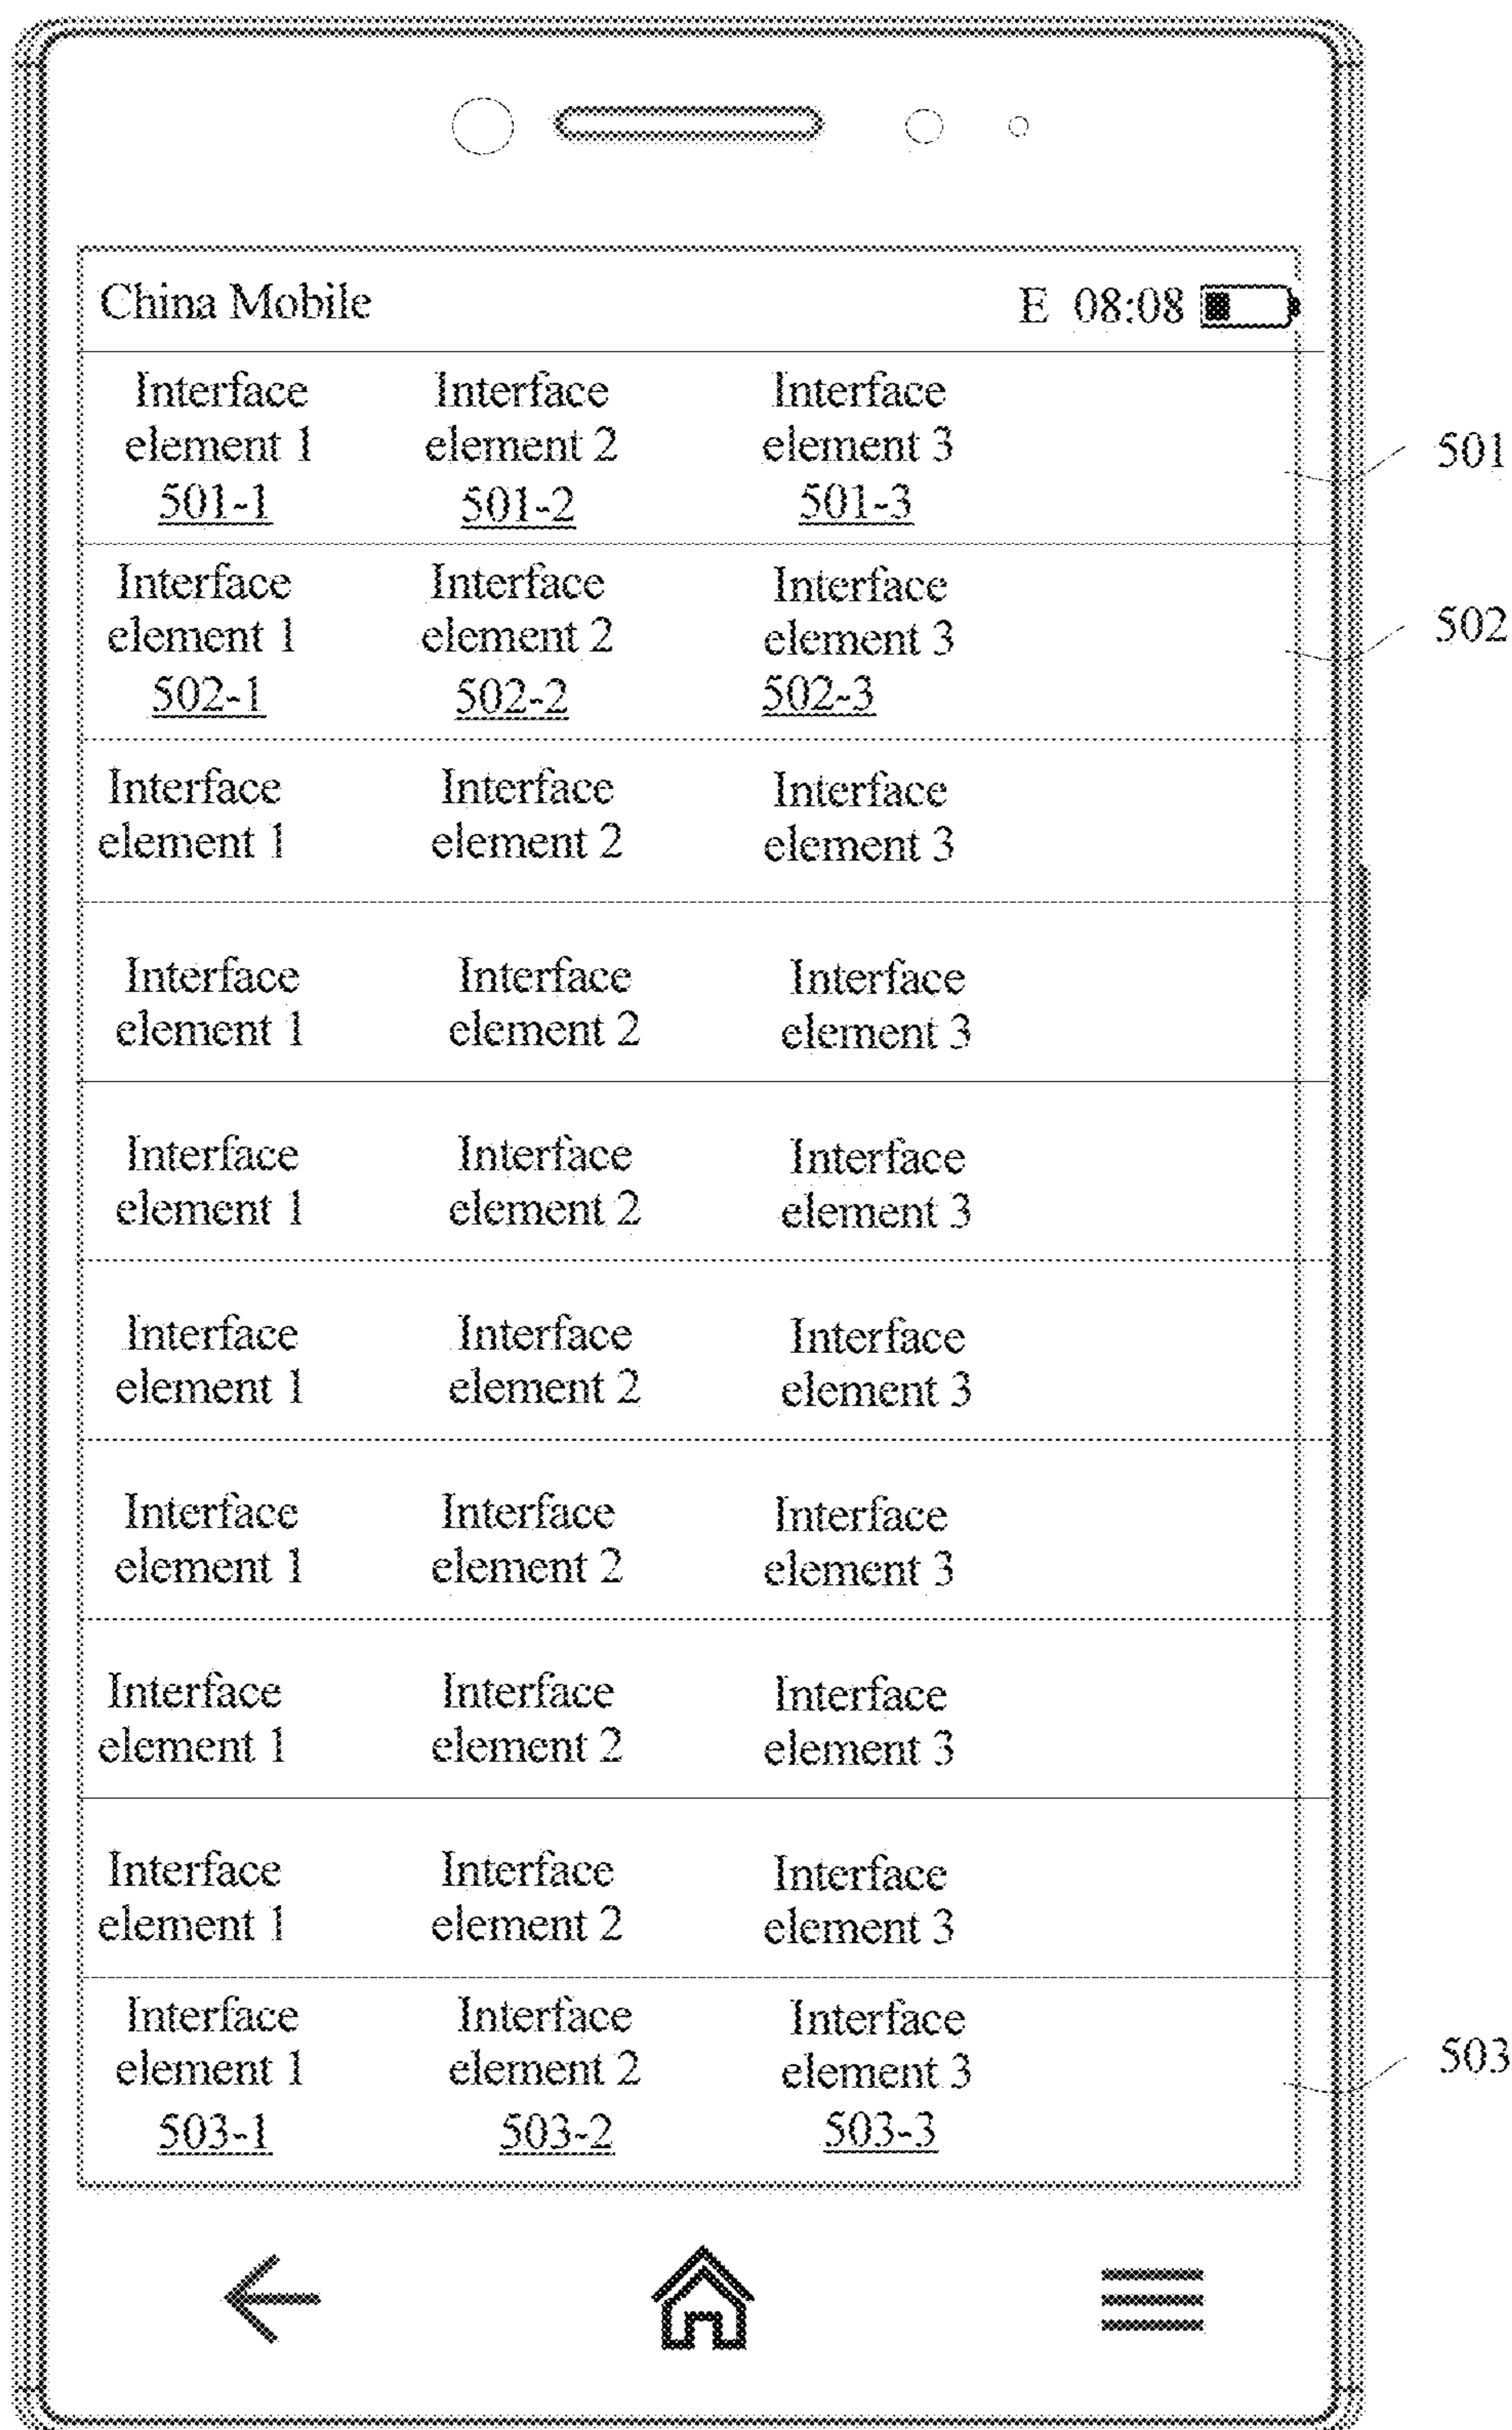 China Mobile E 08:08
Interface Interface Interface
element 1 element 2 element 3
501-1 501-2 501-3
501
Interface Interface Interface
element 1 element 2 element 3
502-1 502-2 502-3
502
Interface Interface Interface
element 1 element 2 element 3
Interface Interface Interface
element 1 element 2 element 3
Interface Interface Interface
element 1 element 2 element 3
Interface Interface Interface
element 1 element 2 element 3
Interface Interface Interface
element 1 element 2 element 3
Interface Interface Interface
element 1 element 2 element 3
Interface Interface Interface
element 1 element 2 element 3
Interface Interface Interface
element 1 element 2 element 3
503-1 503-2 503-3
503